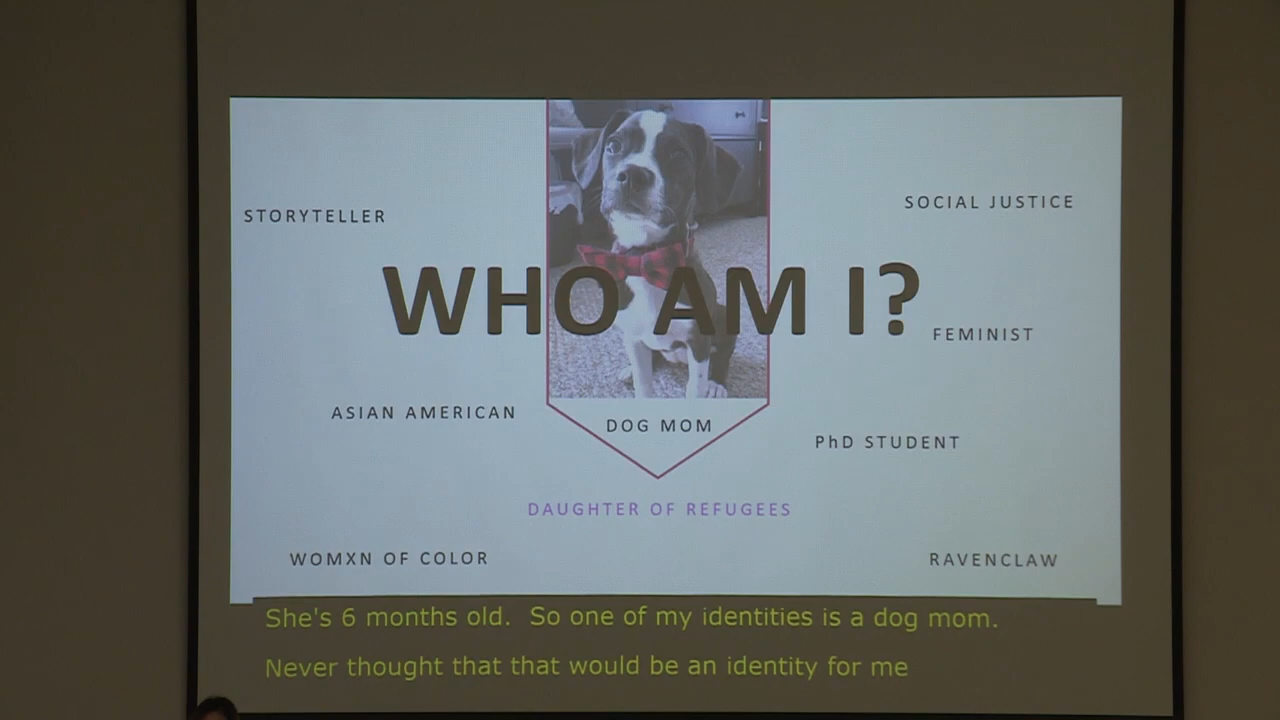 STORYTELLER
SOCIAL JUSTICE
WHO AM I?
FEMINIST
ASIAN AMERICAN
DOG MOM
PhD STUDENT
DAUGHTER OF REFUGEES
WOMXN OF COLOR
RAVENCLAW
She's 6 months old.  So one of my identities is a dog mom.
Never thought that that would be an identity for me